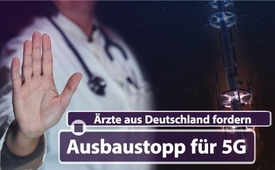 Ärzte aus Deutschland fordern
Ausbaustopp für 5G